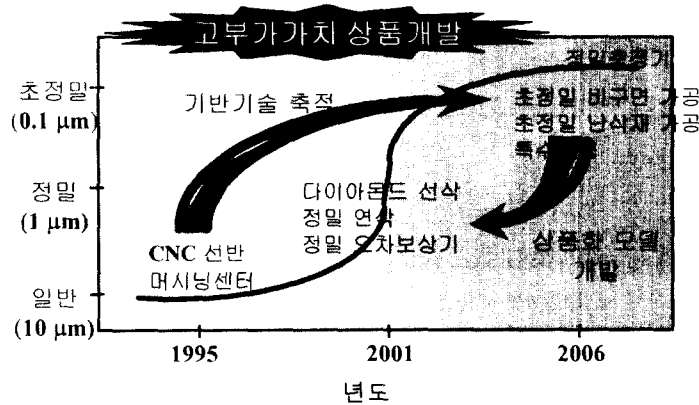 고부가가치 상품개발
초정밀
(0.1 μm)
기반기술 축적
초정밀 비구면 가공
초정밀 난삭재 가공
정밀
(1 μm)
다이아몬드 선삭
정밀 연삭
정밀 오차보상기
CNC 선반
머시닝센터
상품화 모델
개발
일반
(10 μm)
1995
2001
2006
년도